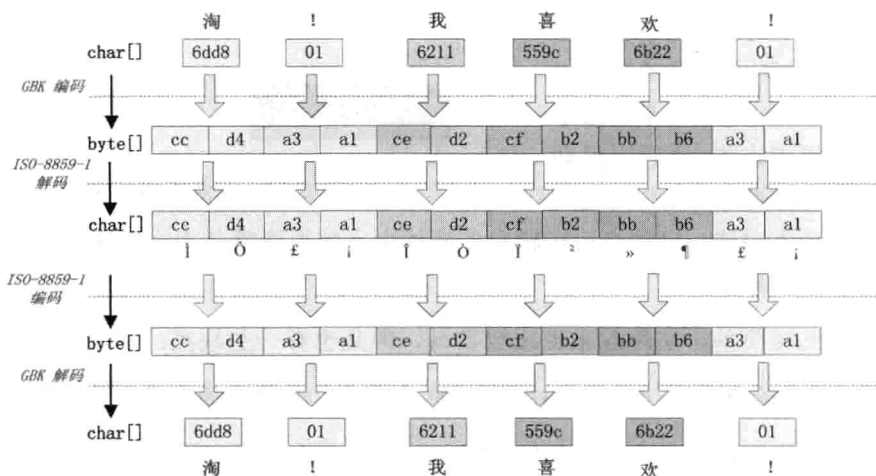 淘 ! 我 喜 欢 !
char[] 6dd8 01 6211 559c 6b22 01
GBK 编码
byte[] cc d4 a3 a1 ce d2 cf b2 bb b6 a3 a1
ISO-8859-1
解码
char[] cc d4 a3 a1 ce d2 cf b2 bb b6 a3 a1
Ì Ô £ ¡ Î Ò Ï ² » ¶ £ ¡
ISO-8859-1
编码
byte[] cc d4 a3 a1 ce d2 cf b2 bb b6 a3 a1
GBK 解码
char[] 6dd8 01 6211 559c 6b22 01
淘 ! 我 喜 欢 !